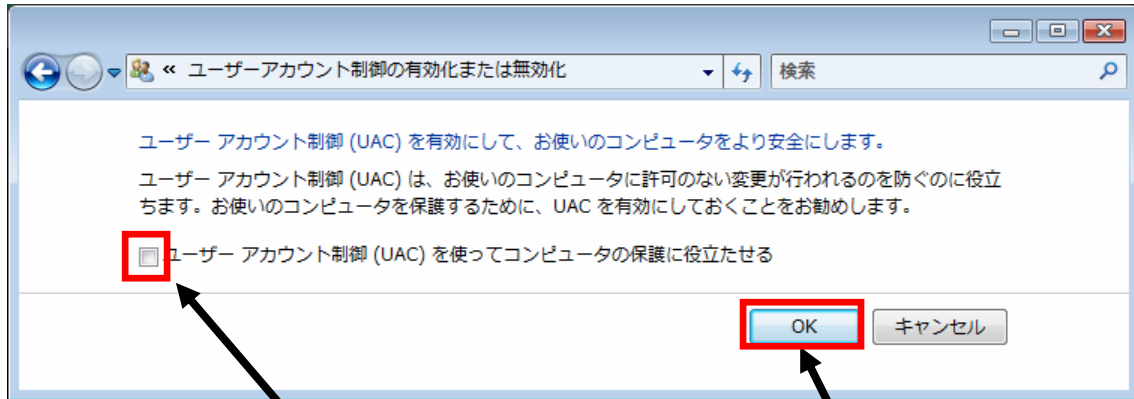 « ユーザーアカウント制御の有効化または無効化
検索
ユーザー アカウント制御 (UAC) を有効にして、お使いのコンピュータをより安全にします。
ユーザー アカウント制御 (UAC) は、お使いのコンピュータに許可のない変更が行われるのを防ぐのに役立
ちます。お使いのコンピュータを保護するために、UAC を有効にしておくことをお勧めします。
ユーザー アカウント制御 (UAC) を使ってコンピュータの保護に役立たせる
OK
キャンセル